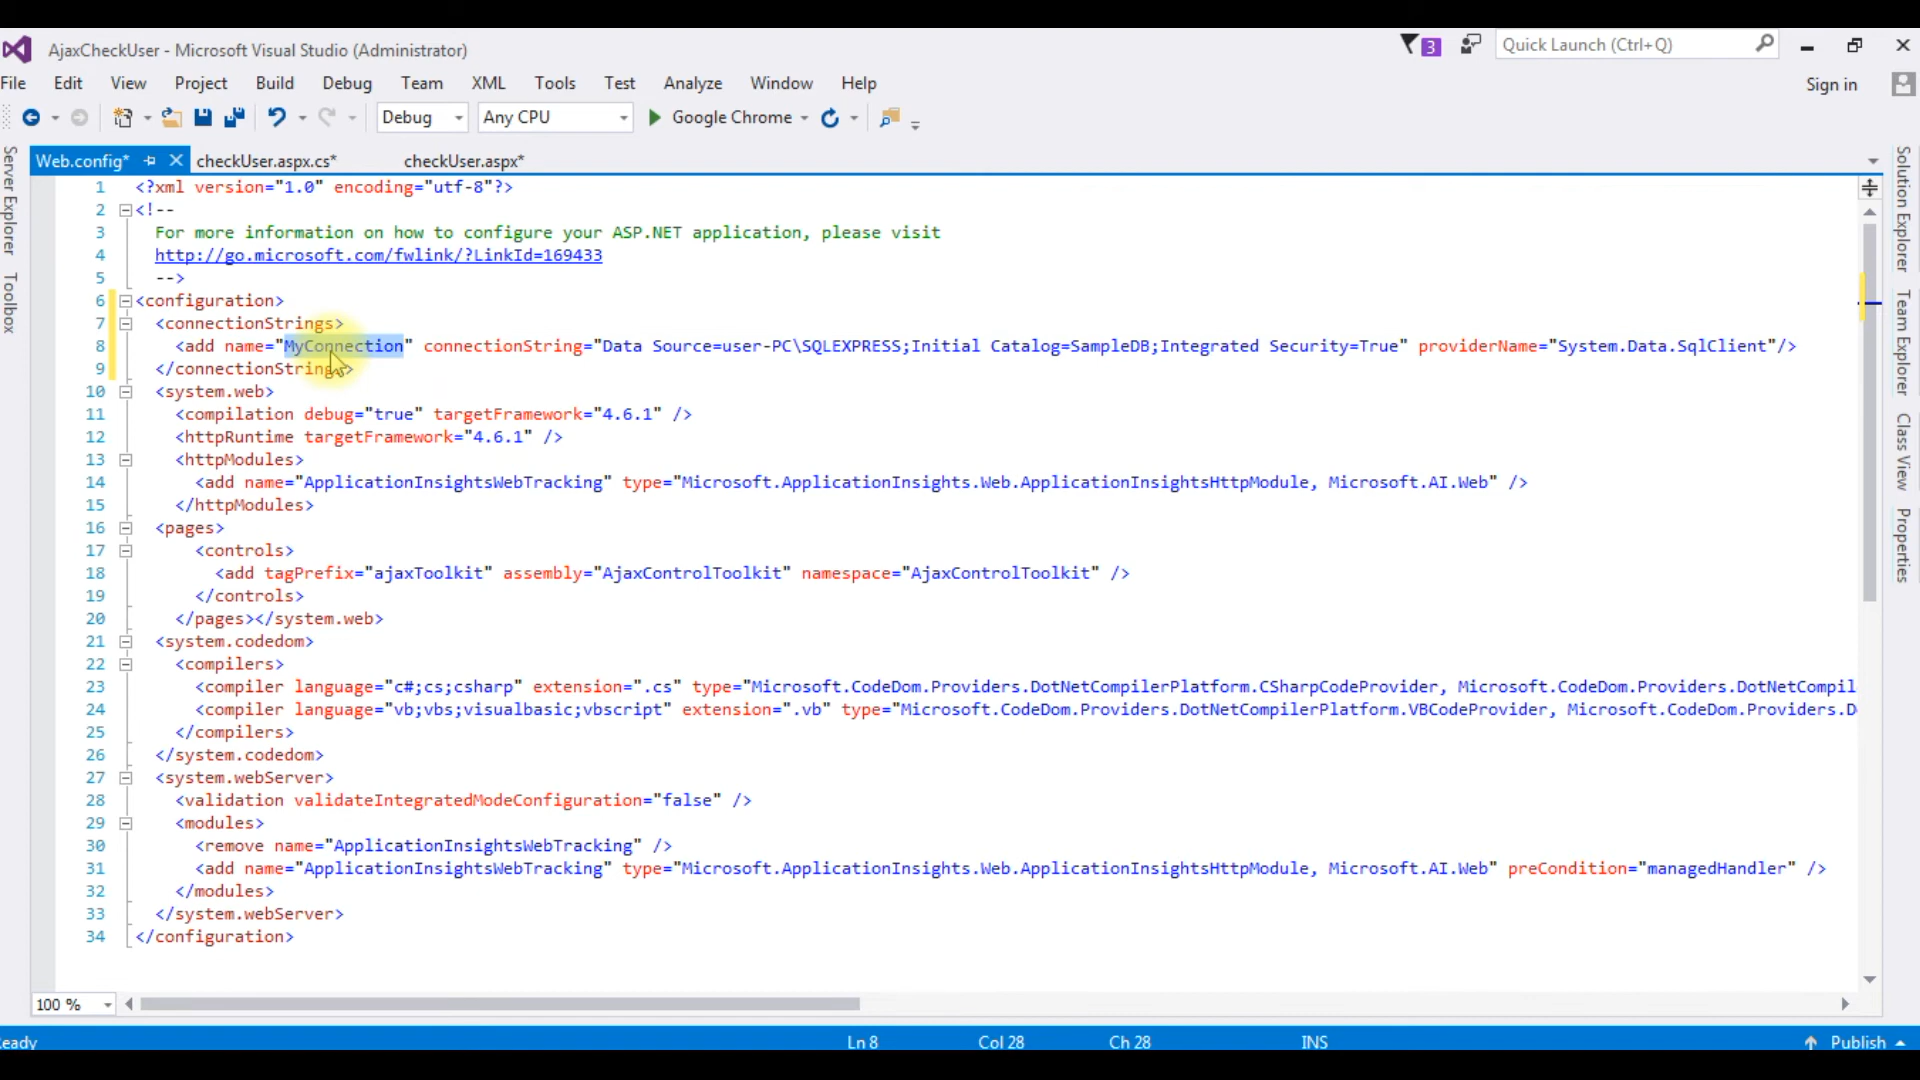 AjaxCheckUser - Microsoft Visual Studio (Administrator)
3
Quick Launch (Ctrl+Q)
File Edit View Project Build Debug Team XML Tools Test Analyze Window Help
Sign in
Debug
Any CPU
Google Chrome
Web.config*
checkUser.aspx.cs*
checkUser.aspx*
Server Explorer
Toolbox
Solution Explorer
Team Explorer
Class View
Properties
1 <?xml version="1.0" encoding="utf-8"?>
2 <!--
3 For more information on how to configure your ASP.NET application, please visit
4 http://go.microsoft.com/fwlink/?LinkId=169433
5 -->
6 <configuration>
7 <connectionStrings>
8 <add name="MyConnection" connectionString="Data Source=user-PC\SQLEXPRESS;Initial Catalog=SampleDB;Integrated Security=True" providerName="System.Data.SqlClient"/>
9 </connectionStrings>
10 <system.web>
11 <compilation debug="true" targetFramework="4.6.1" />
12 <httpRuntime targetFramework="4.6.1" />
13 <httpModules>
14 <add name="ApplicationInsightsWebTracking" type="Microsoft.ApplicationInsights.Web.ApplicationInsightsHttpModule, Microsoft.AI.Web" />
15 </httpModules>
16 <pages>
17 <controls>
18 <add tagPrefix="ajaxToolkit" assembly="AjaxControlToolkit" namespace="AjaxControlToolkit" />
19 </controls>
20 </pages></system.web>
21 <system.codedom>
22 <compilers>
23 <compiler language="c#;cs;csharp" extension=".cs" type="Microsoft.CodeDom.Providers.DotNetCompilerPlatform.CSharpCodeProvider, Microsoft.CodeDom.Providers.DotNetCompil
24 <compiler language="vb;vbs;visualbasic;vbscript" extension=".vb" type="Microsoft.CodeDom.Providers.DotNetCompilerPlatform.VBCodeProvider, Microsoft.CodeDom.Providers.D
25 </compilers>
26 </system.codedom>
27 <system.webServer>
28 <validation validateIntegratedModeConfiguration="false" />
29 <modules>
30 <remove name="ApplicationInsightsWebTracking" />
31 <add name="ApplicationInsightsWebTracking" type="Microsoft.ApplicationInsights.Web.ApplicationInsightsHttpModule, Microsoft.AI.Web" preCondition="managedHandler" />
32 </modules>
33 </system.webServer>
34 </configuration>
100 %
eady
Ln 8
Col 28
Ch 28
INS
Publish